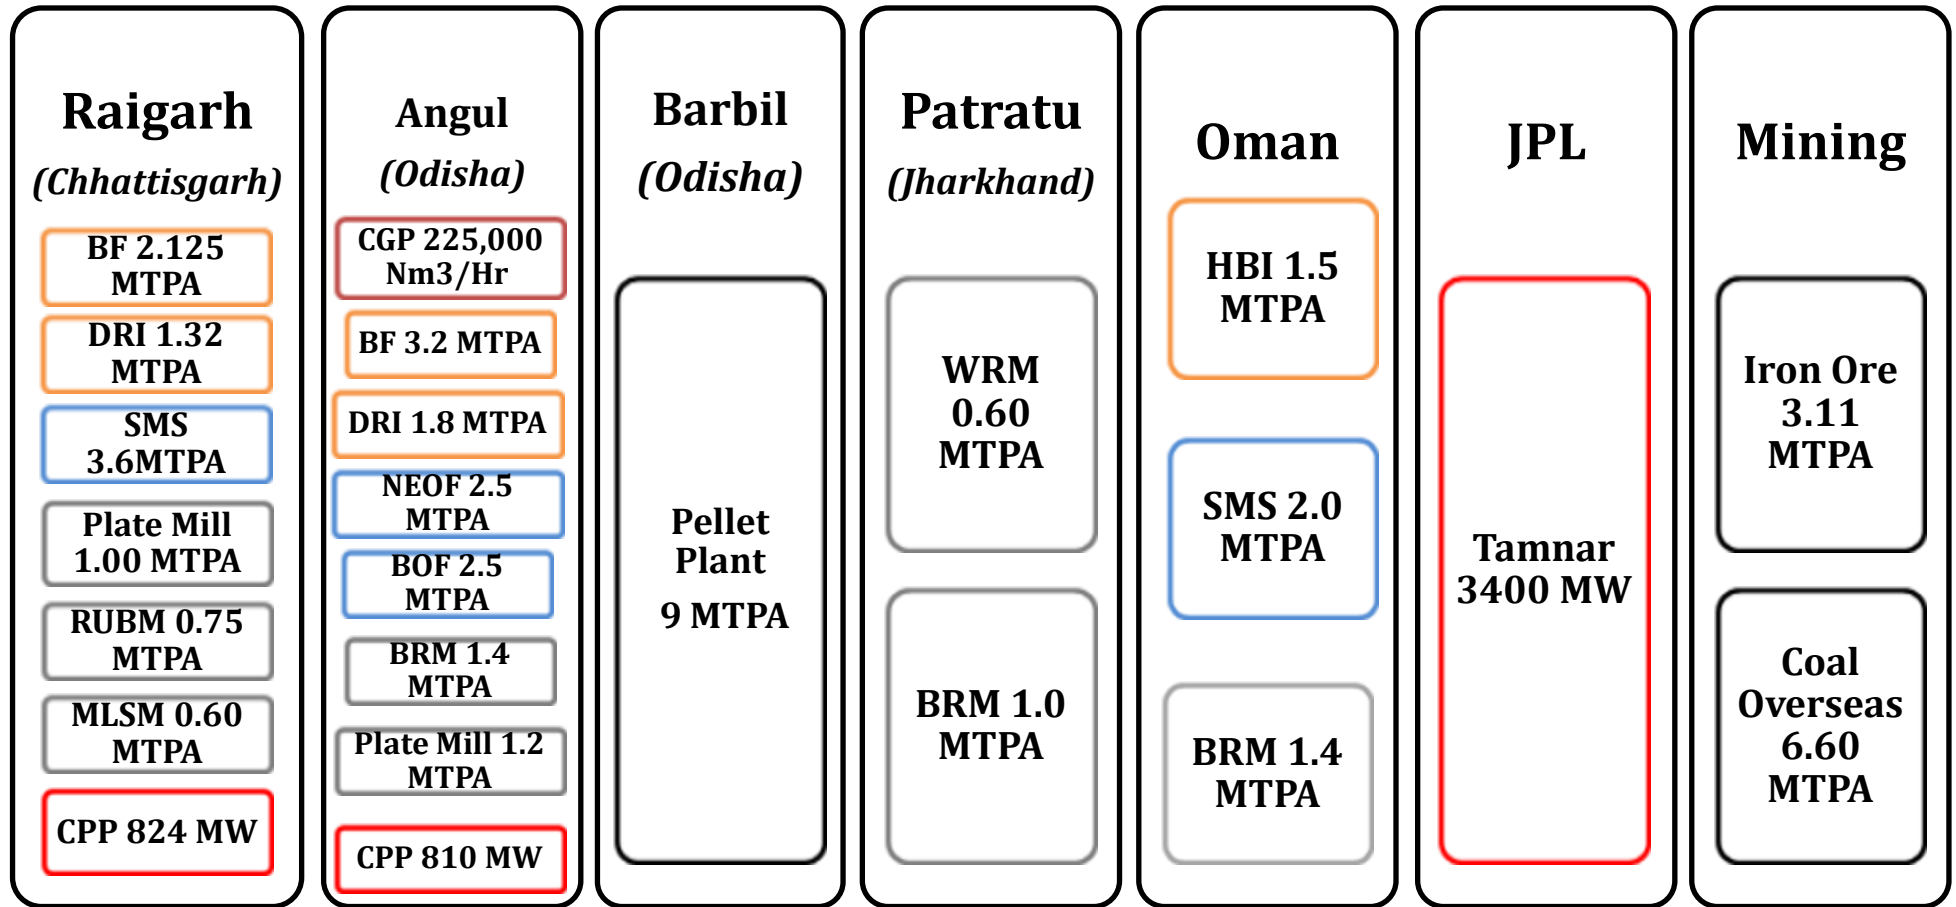 Raigarh
(Chhattisgarh)
BF 2.125
MTPA
DRI 1.32
MTPA
SMS
3.6MTPA
Plate Mill
1.00 MTPA
RUBM 0.75
MTPA
MLSM 0.60
MTPA
CPP 824 MW
Angul
(Odisha)
CGP 225,000
Nm3/Hr
BF 3.2 MTPA
DRI 1.8 MTPA
NEOF 2.5
MTPA
BOF 2.5
MTPA
BRM 1.4
MTPA
Plate Mill 1.2
MTPA
CPP 810 MW
Barbil
(Odisha)
Pellet
Plant
9 MTPA
Patratu
(Jharkhand)
WRM
0.60
MTPA
BRM 1.0
MTPA
Oman
HBI 1.5
MTPA
SMS 2.0
MTPA
BRM 1.4
MTPA
JPL
Tamnar
3400 MW
Mining
Iron Ore
3.11
MTPA
Coal
Overseas
6.60
MTPA